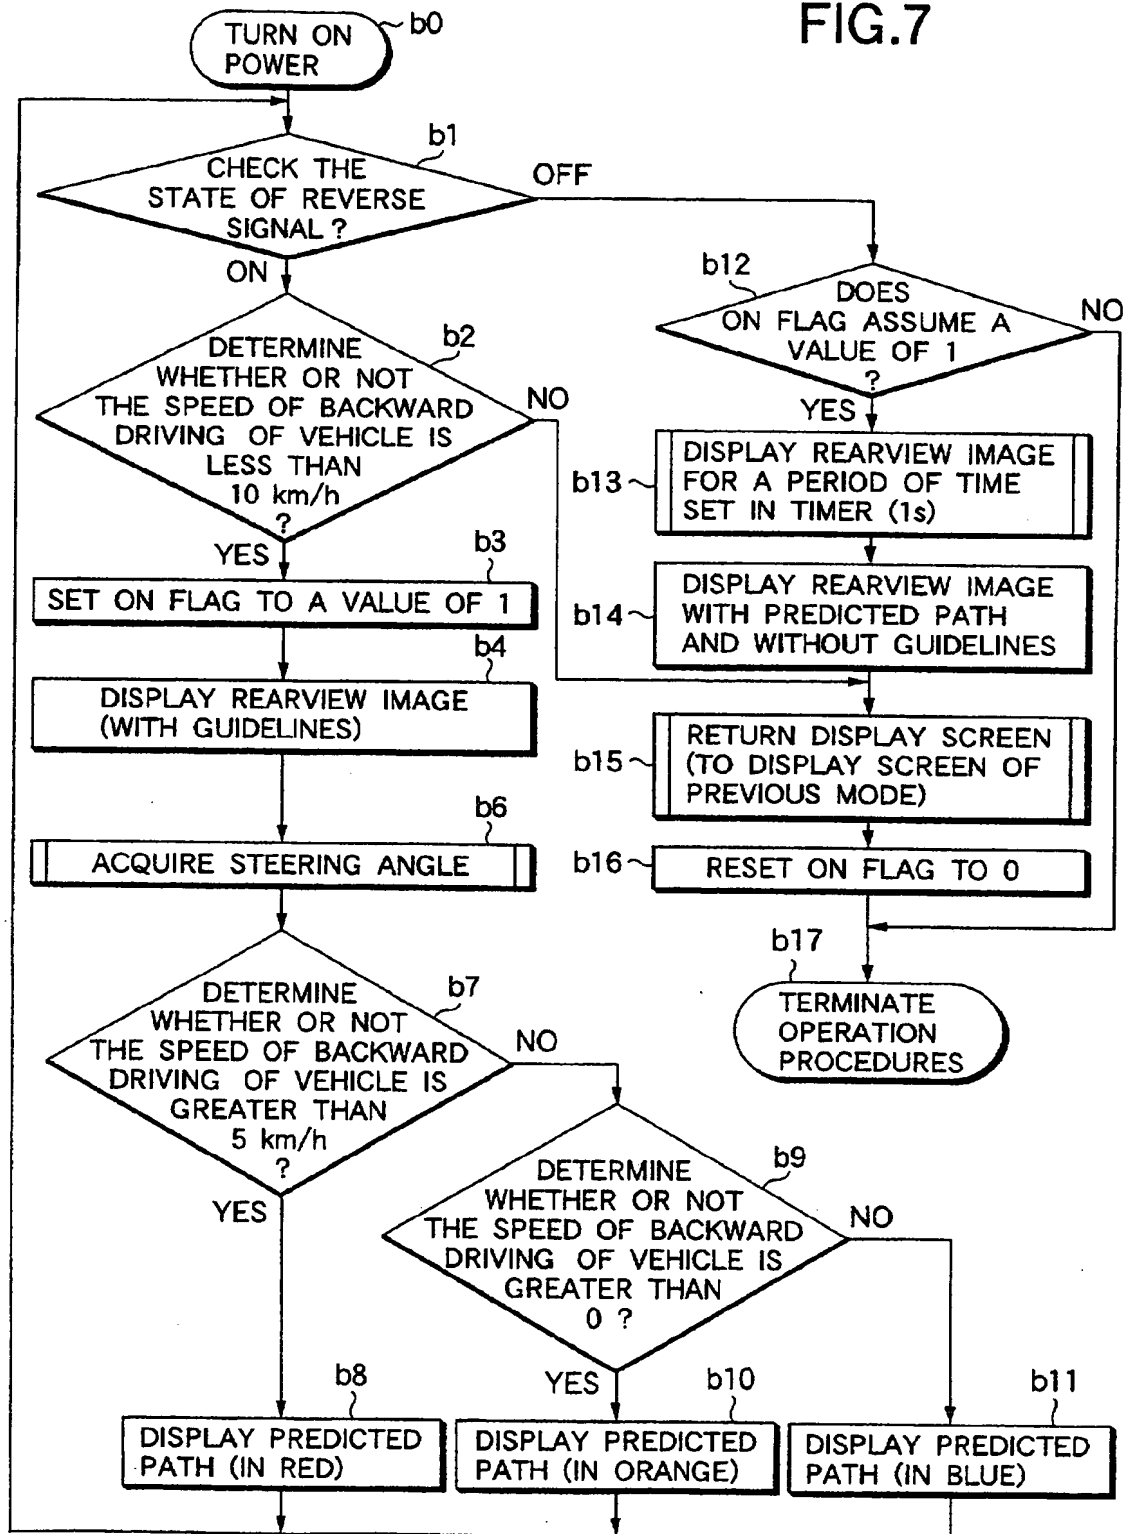 FIG.7
TURN ON
POWER
b0
b1
CHECK THE
STATE OF REVERSE
SIGNAL ?
OFF
ON
b12
DOES
ON FLAG ASSUME A
VALUE OF 1
?
NO
YES
b2
DETERMINE
WHETHER OR NOT
THE SPEED OF BACKWARD
DRIVING OF VEHICLE IS
LESS THAN
10 km/h
?
NO
YES
b13
DISPLAY REARVIEW IMAGE
FOR A PERIOD OF TIME
SET IN TIMER (1s)
b3
SET ON FLAG TO A VALUE OF 1
b14
DISPLAY REARVIEW IMAGE
WITH PREDICTED PATH
AND WITHOUT GUIDELINES
b4
DISPLAY REARVIEW IMAGE
(WITH GUIDELINES)
b15
RETURN DISPLAY SCREEN
(TO DISPLAY SCREEN OF
PREVIOUS MODE)
b6
ACQUIRE STEERING ANGLE
b16
RESET ON FLAG TO 0
b17
TERMINATE
OPERATION
PROCEDURES
b7
DETERMINE
WHETHER OR NOT
THE SPEED OF BACKWARD
DRIVING OF VEHICLE IS
GREATER THAN
5 km/h
?
NO
YES
b9
DETERMINE
WHETHER OR NOT
THE SPEED OF BACKWARD
DRIVING OF VEHICLE IS
GREATER THAN
0 ?
NO
YES
b8
DISPLAY PREDICTED
PATH (IN RED)
b10
DISPLAY PREDICTED
PATH (IN ORANGE)
b11
DISPLAY PREDICTED
PATH (IN BLUE)